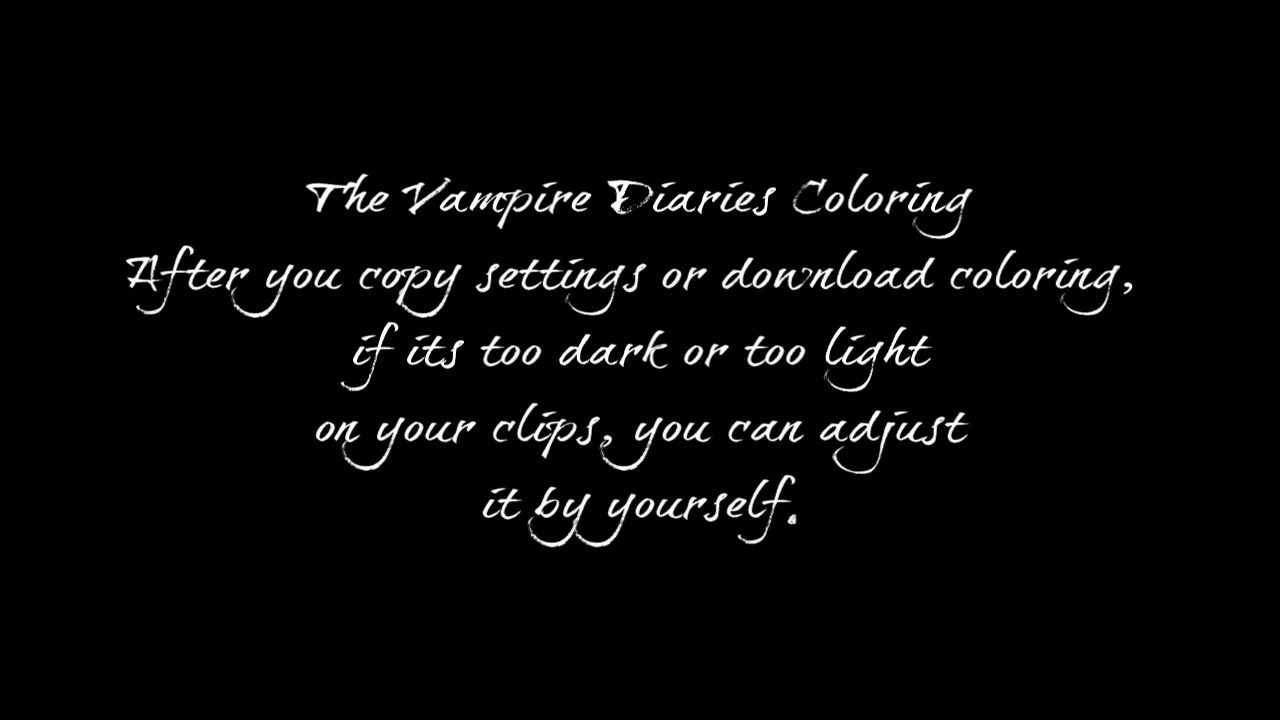 The Vampire Diaries Coloring
After you copy settings or download coloring,
if its too dark or too light
on your clips, you can adjust
it by yourself.